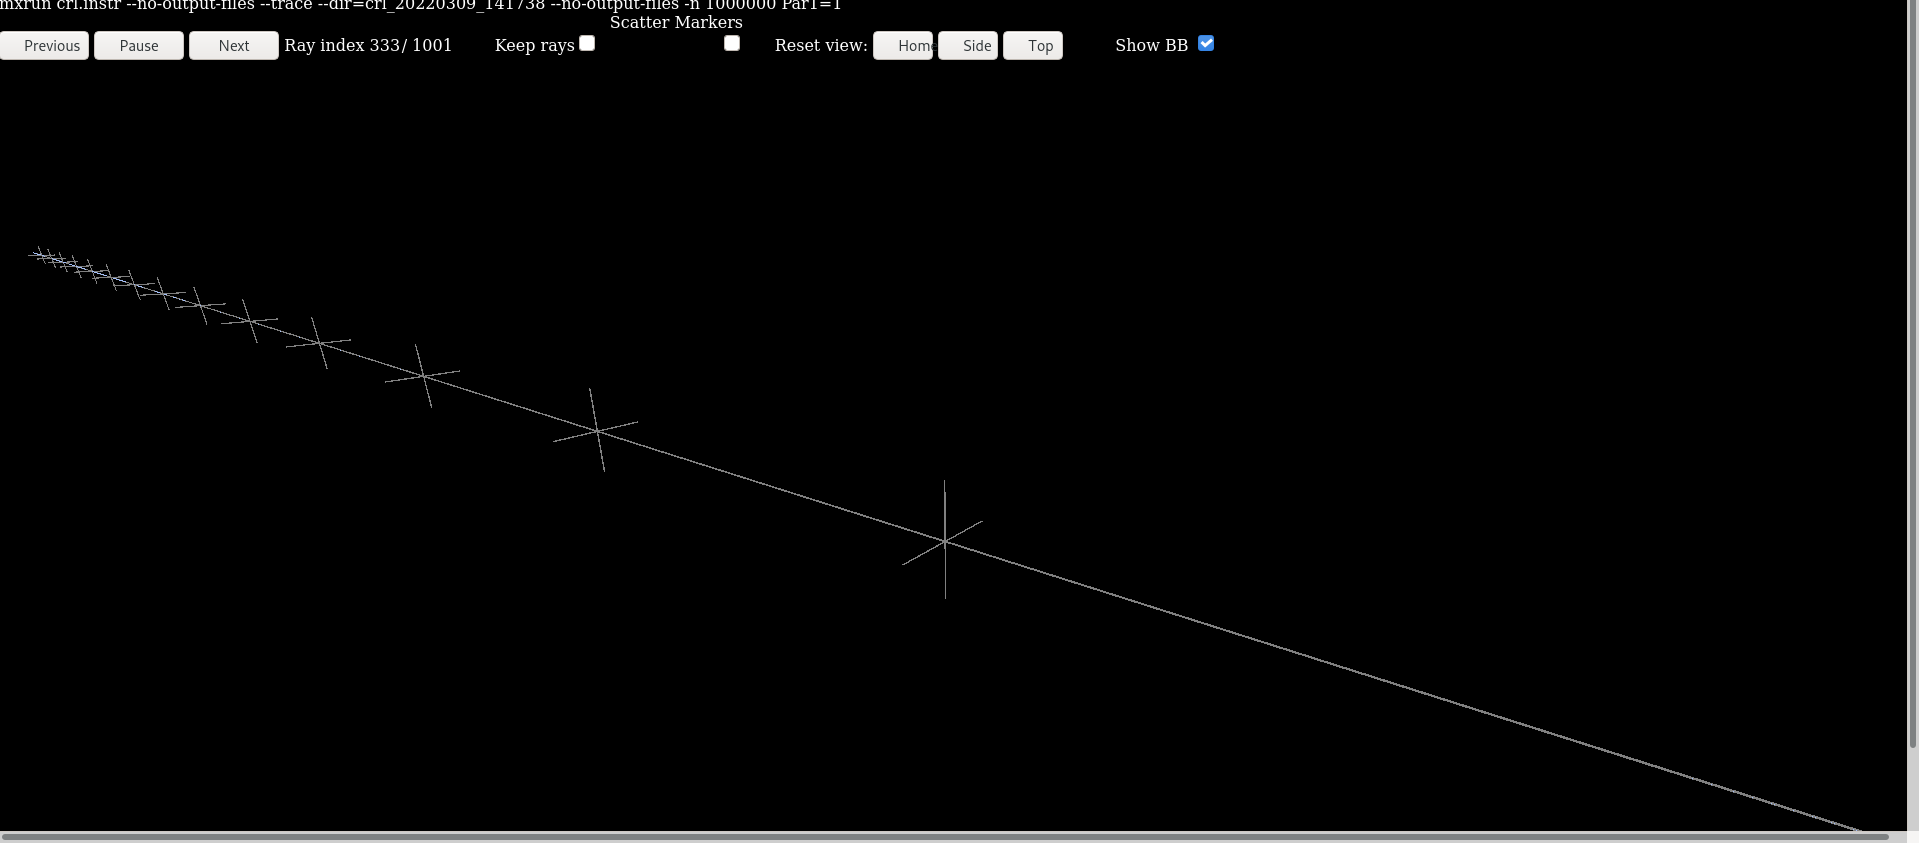 mxrun crl.instr --no-output-files --trace --dir=crl_20220309_141738 --no-output-files -n 1000000 Par1=1
Scatter Markers
Previous Pause Next Ray index 333/ 1001 Keep rays Reset view: Home Side Top Show BB